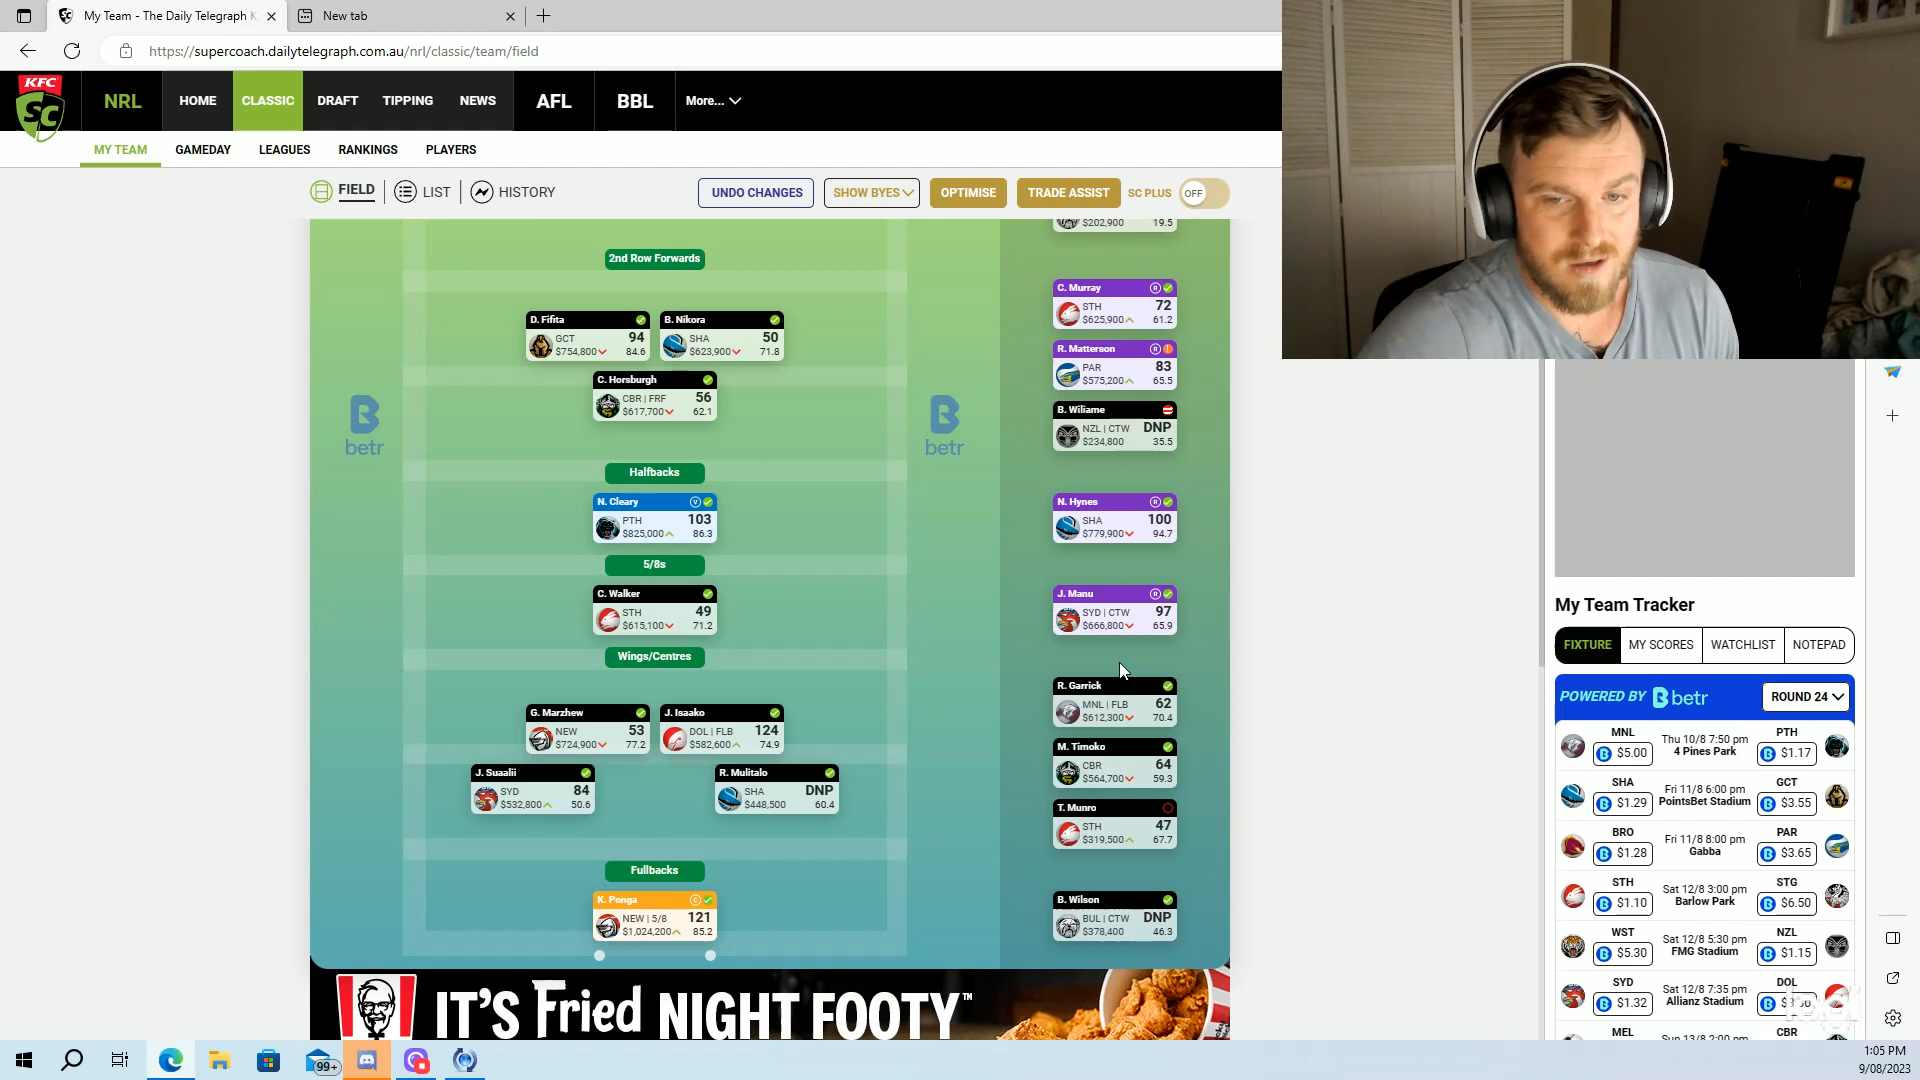 My Team - The Daily Telegraph K
New tab
https://supercoach.dailytelegraph.com.au/nrl/classic/team/field
KFC
SC
NRL
HOME
CLASSIC
DRAFT
TIPPING
NEWS
AFL
BBL
More...
MY TEAM
GAMEDAY
LEAGUES
RANKINGS
PLAYERS
FIELD
LIST
HISTORY
UNDO CHANGES
SHOW BYES
OPTIMISE
TRADE ASSIST
SC PLUS
OFF
$202,900 19.5
2nd Row Forwards
D. Fifita
GCT 94
$754,800 84.6
B. Nikora
SHA 50
$623,900 71.8
C. Horsburgh
CBR | FRF 56
$617,700 62.1
C. Murray R
STH 72
$625,900 61.2
R. Matterson R
PAR 83
$575,200 65.5
B. Wiliame
NZL | CTW DNP
$234,800 35.5
betr
betr
Halfbacks
N. Cleary V
PTH 103
$825,000 86.3
N. Hynes R
SHA 100
$779,900 94.7
5/8s
C. Walker
STH 49
$615,100 71.2
J. Manu R
SYD | CTW 97
$666,800 65.9
Wings/Centres
G. Marzhew
NEW 53
$724,900 77.2
J. Isaako
DOL | FLB 124
$582,600 74.9
J. Suaalii
SYD 84
$532,800 50.6
R. Mulitalo
SHA DNP
$448,500 60.4
R. Garrick
MNL | FLB 62
$612,300 70.4
M. Timoko
CBR 64
$564,700 59.3
T. Munro
STH 47
$319,500 67.7
Fullbacks
K. Ponga C
NEW | 5/8 121
$1,024,200 85.2
B. Wilson
BUL | CTW DNP
$378,400 46.3
IT'S Fried NIGHT FOOTY™
My Team Tracker
FIXTURE
MY SCORES
WATCHLIST
NOTEPAD
POWERED BY betr
ROUND 24
MNL Thu 10/8 7:50 pm PTH
$5.00 4 Pines Park $1.17
SHA Fri 11/8 6:00 pm GCT
$1.29 PointsBet Stadium $3.55
BRO Fri 11/8 8:00 pm PAR
$1.28 Gabba $3.65
STH Sat 12/8 3:00 pm STG
$1.10 Barlow Park $6.50
WST Sat 12/8 5:30 pm NZL
$5.30 FMG Stadium $1.15
SYD Sat 12/8 7:35 pm DOL
$1.32 Allianz Stadium
MEL Sun 13/8 2:00 pm CBR
99+
1:05 PM
9/08/2023